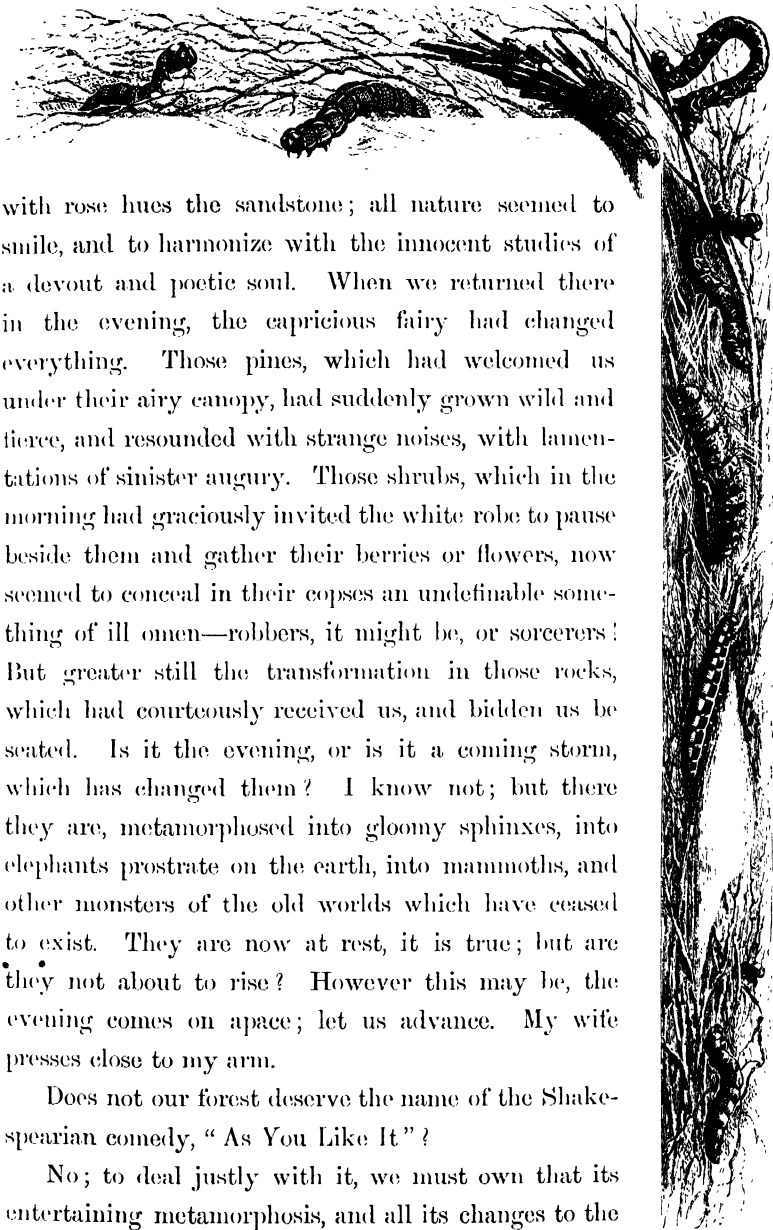 with rose hues the sandstone; all nature seemed to
smile, and to harmonize with the innocent studies of
a devout and poetic soul. When we returned there
in the evening, the capricious fairy had changed
everything. Those pines, which had welcomed us
under their airy canopy, had suddenly grown wild and
fierce, and resounded with strange noises, with lamen-
tations of sinister augury. Those shrubs, which in the
morning had graciously invited the white robe to pause
beside them and gather their berries or flowers, now
seemed to conceal in their copses an undefinable some-
thing of ill omen—robbers, it might be, or sorcerers!
But greater still the transformation in those rocks,
which had courteously received us, and bidden us be
seated. Is it the evening, or is it a coming storm,
which has changed them? I know not; but there
they are, metamorphosed into gloomy sphinxes, into
elephants prostrate on the earth, into mammoths, and
other monsters of the old worlds which have ceased
to exist. They are now at rest, it is true; but are
they not about to rise? However this may be, the
evening comes on apace; let us advance. My wife
presses close to my arm.
Does not our forest deserve the name of the Shake-
spearian comedy, "As You Like It"?
No; to deal justly with it, we must own that its
entertaining metamorphosis, and all its changes to the